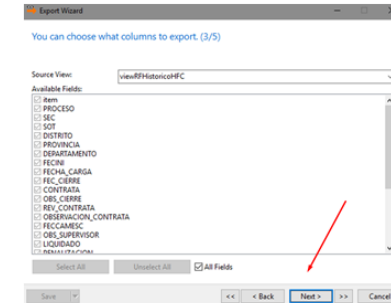 Export Wizard
You can choose what columns to export. (3/5)
Source View:
viewRFHistoricoHFC
Available Fields:
item
PROCESO
SEC
SOT
DISTRITO
PROVINCIA
DEPARTAMENTO
FECINI
FECHA_CARGA
FEC_CIERRE
CONTRATA
OBS_CIERRE
REV_CONTRATA
OBSERVACION_CONTRATA
FECCAMESC
OBS_SUPERVISOR
LIQUIDADO
PENALIZACION
Select All Unselect All All Fields
Save << < Back Next > >> Cancel